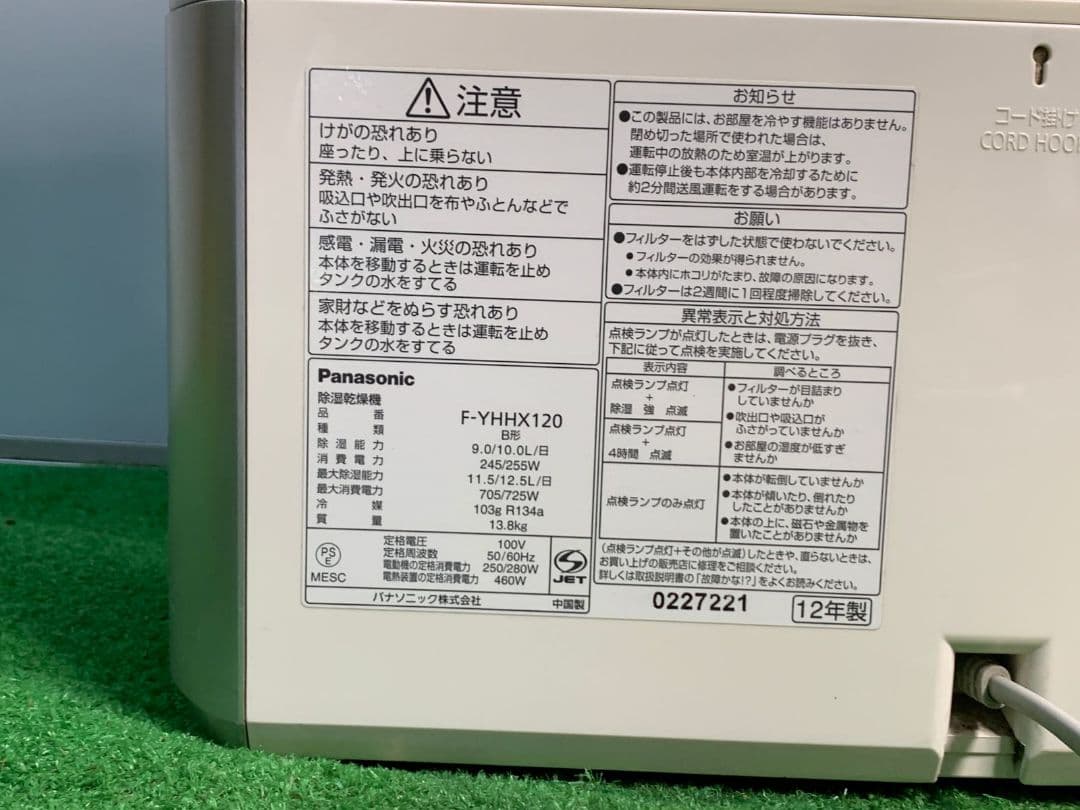 注意
けがの恐れあり
座ったり、上に乗らない
発熱・発火の恐れあり
吸込口や吹出口を布やふとんなどで
ふさがない
感電・漏電・火災の恐れあり
本体を移動するときは運転を止め
タンクの水をすてる
家財などをぬらす恐れあり
本体を移動するときは運転を止め
タンクの水をすてる
Panasonic
除湿乾燥機
品番 F-YHHX120
種類 B形
除湿能力 9.0/10.0L/日
消費電力 245/255W
最大除湿能力 11.5/12.5L/日
最大消費電力 705/725W
冷媒 103g R134a
質量 13.8kg
PS
E
MESC
定格電圧 100V
定格周波数 50/60Hz
電動機の定格消費電力 250/280W
電熱装置の定格消費電力 460W
JET
パナソニック株式会社 中国製
お知らせ
●この製品には、お部屋を冷やす機能はありません。
閉め切った場所で使われた場合は、
運転中の放熱のため室温が上がります。
●運転停止後も本体内部を冷却するために
約2分間送風運転をする場合があります。
お願い
●フィルターをはずした状態で使わないでください。
●フィルターの効果が得られません。
●本体内にホコリがたまり、故障の原因になります。
●フィルターは2週間に1回程度掃除してください。
異常表示と対処方法
点検ランプが点灯したときは、電源プラグを抜き、
下記に従って点検を実施してください。
表示内容 調べるところ
点検ランプ点灯
+
除湿 強 点滅
点検ランプ点灯
+
4時間 点滅
●フィルターが目詰まり
していませんか
●吹出口や吸込口が
ふさがっていませんか
●お部屋の湿度が低すぎ
ませんか
点検ランプのみ点灯
●本体が転倒していませんか
●本体が傾いたり、倒れたり
したことがありませんか
●本体の上に、磁石や金属物を
置いたことがありませんか
(点検ランプ点灯+その他が点滅)したときや、直らないときは、
お買い上げの販売店に修理をご相談ください。
詳しくは取扱説明書の「故障かな!?」をよくお読みください。
0227221 12年製
コード掛け
CORD HOOK